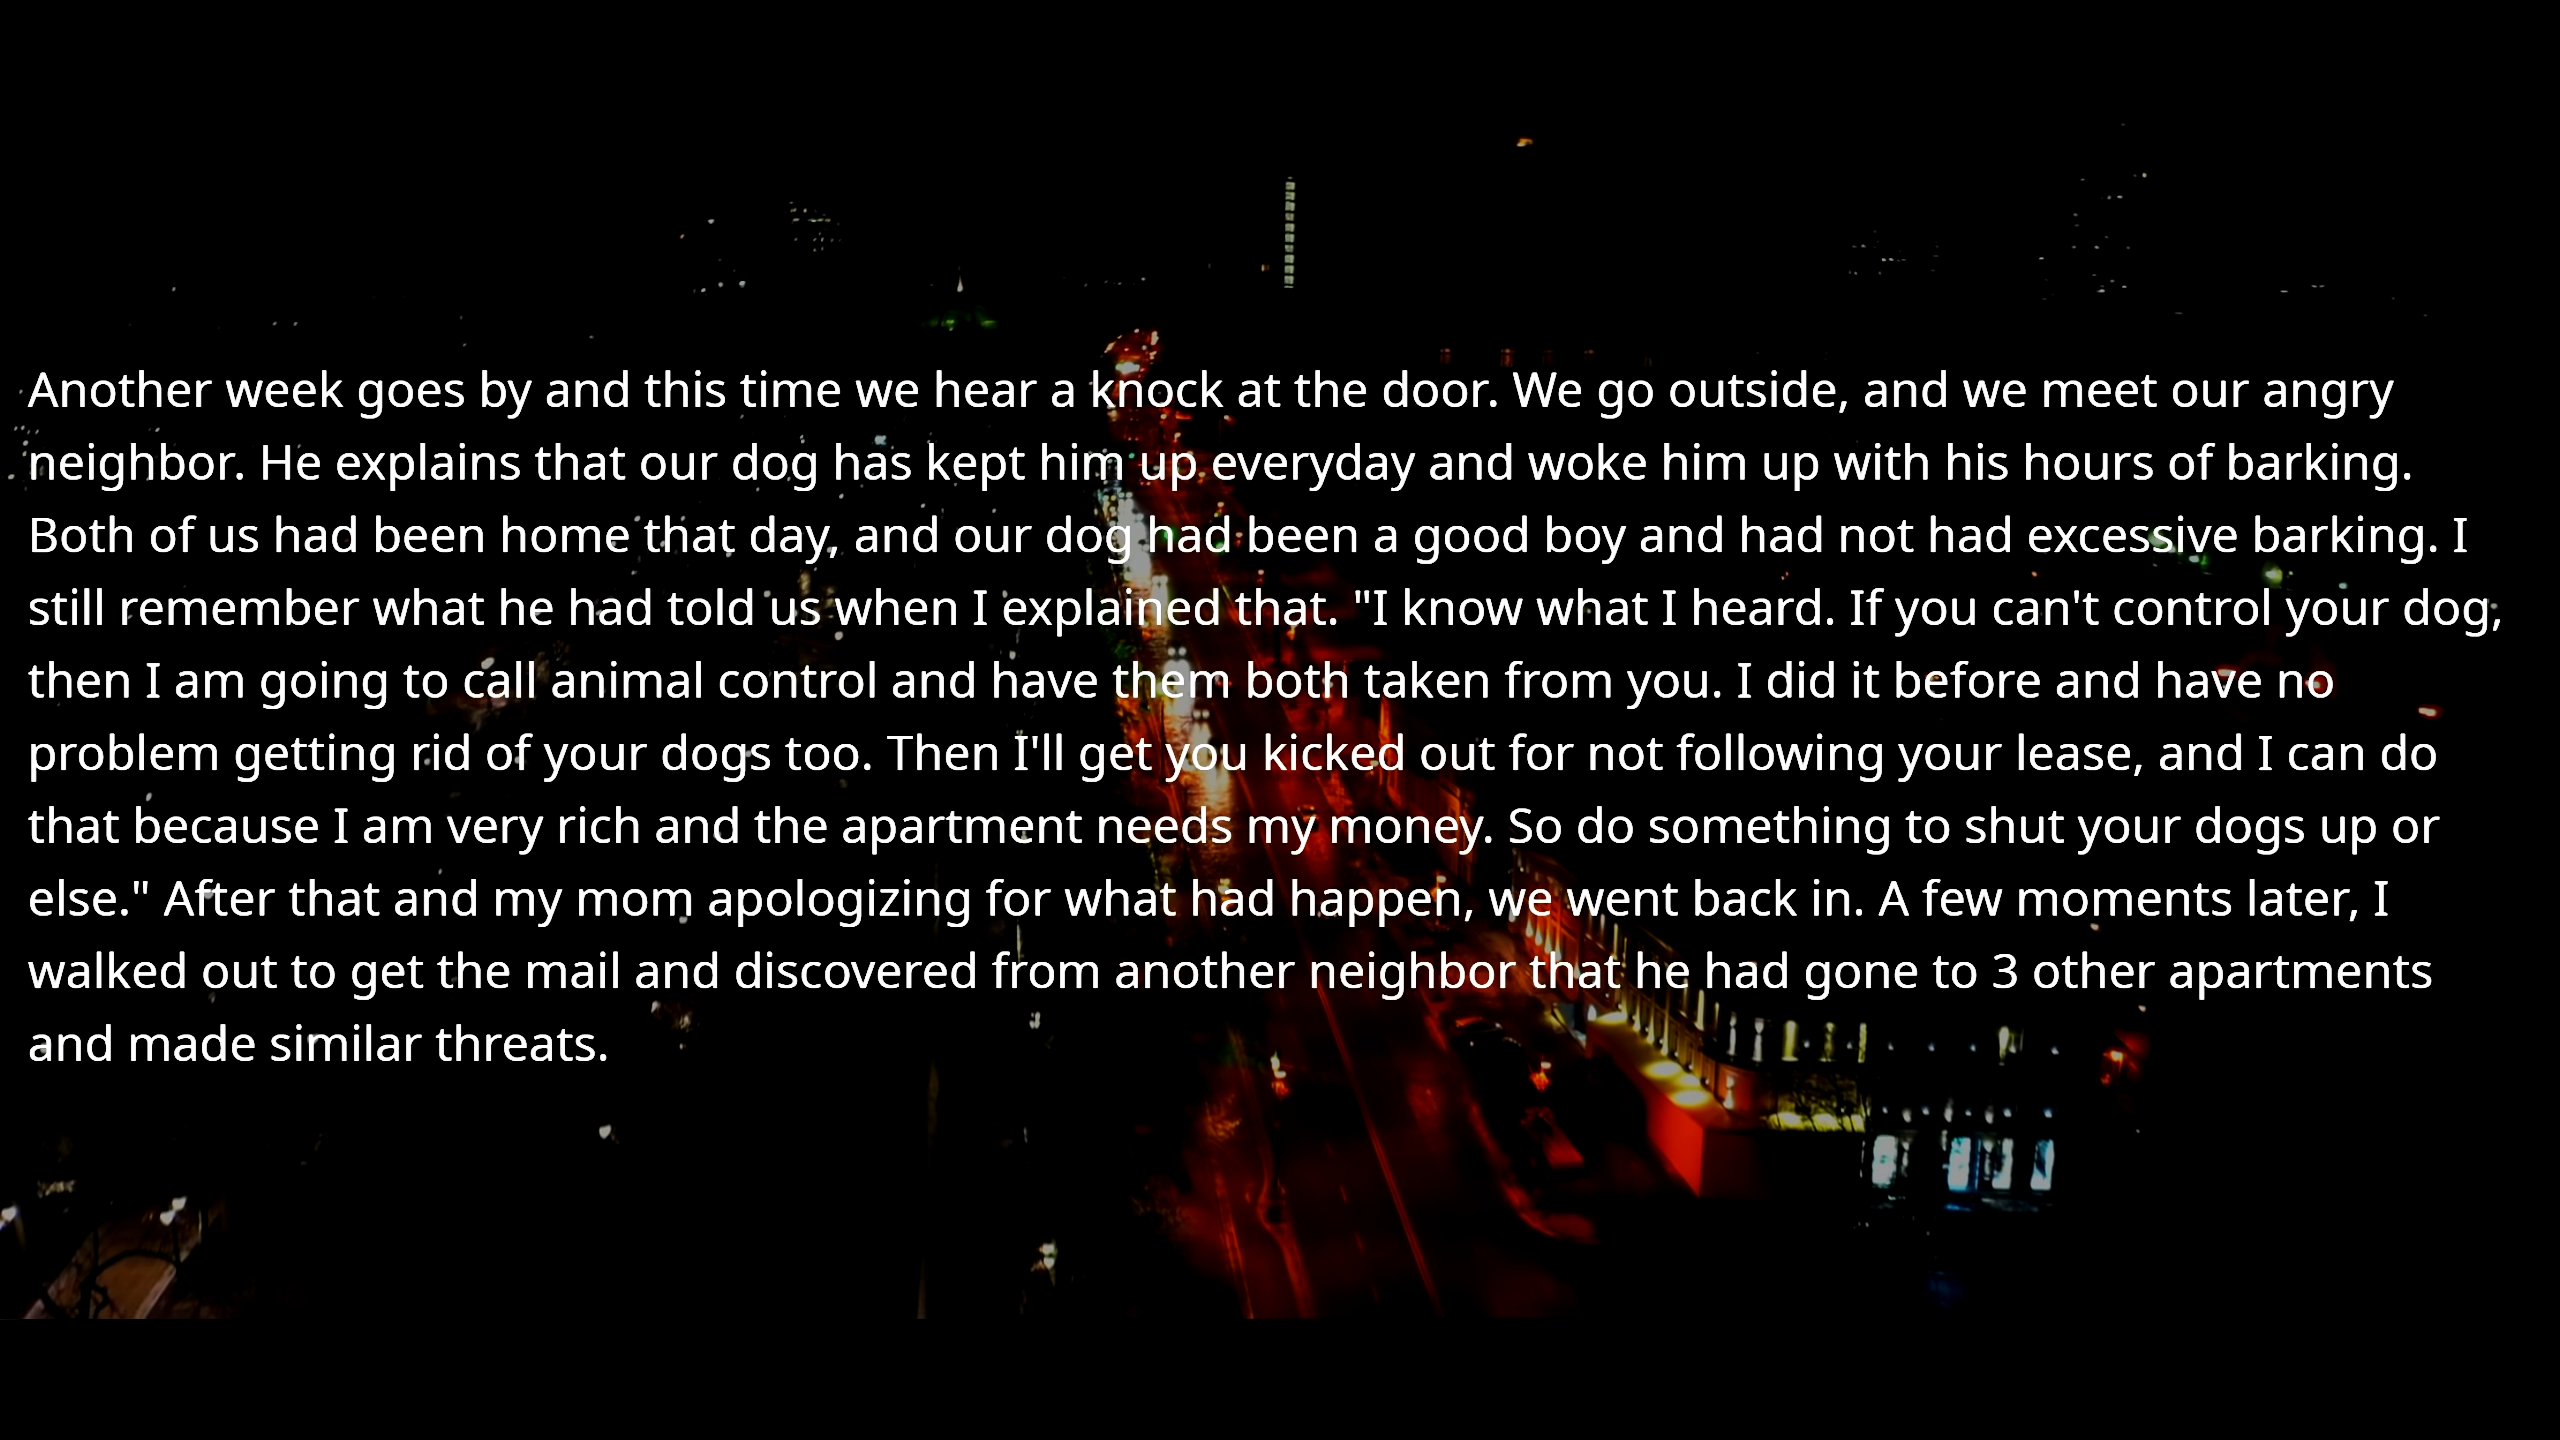 Another week goes by and this time we hear a knock at the door. We go outside, and we meet our angry
neighbor. He explains that our dog has kept him up everyday and woke him up with his hours of barking.
Both of us had been home that day, and our dog had been a good boy and had not had excessive barking. I
still remember what he had told us when I explained that. "I know what I heard. If you can't control your dog,
then I am going to call animal control and have them both taken from you. I did it before and have no
problem getting rid of your dogs too. Then I'll get you kicked out for not following your lease, and I can do
that because I am very rich and the apartment needs my money. So do something to shut your dogs up or
else." After that and my mom apologizing for what had happen, we went back in. A few moments later, I
walked out to get the mail and discovered from another neighbor that he had gone to 3 other apartments
and made similar threats.